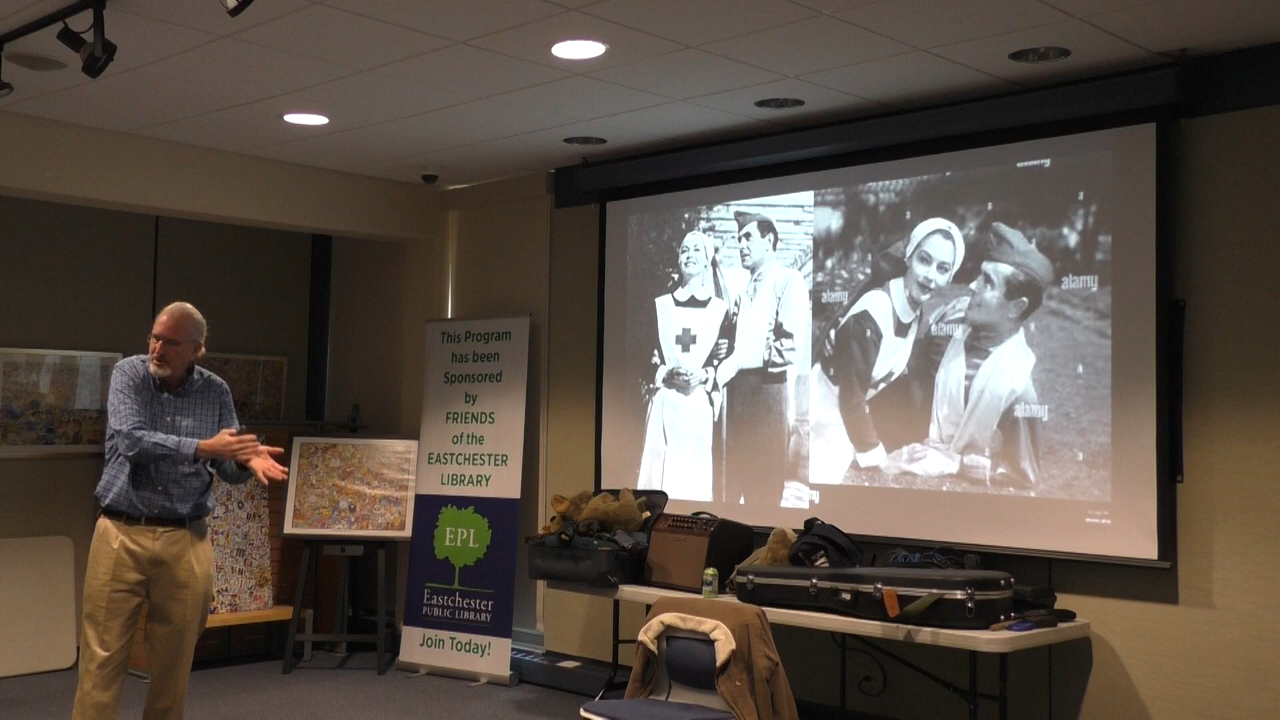 This Program
has been
Sponsored
by
FRIENDS
of the
EASTCHESTER
LIBRARY
EPL
Eastchester
PUBLIC LIBRARY
Join Today!
alamy
alamy
alamy
alamy